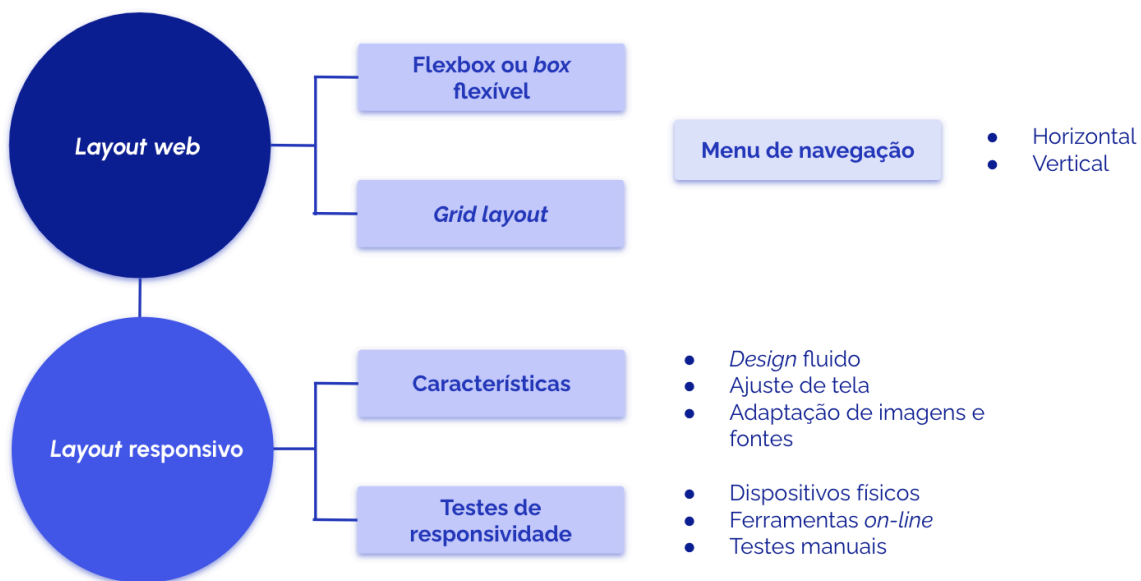 Layout web
Flexbox ou box
flexível
Grid layout
Menu de navegação
● Horizontal
● Vertical
Layout responsivo
Características
● Design fluido
● Ajuste de tela
● Adaptação de imagens e
fontes
Testes de
responsividade
● Dispositivos físicos
● Ferramentas on-line
● Testes manuais